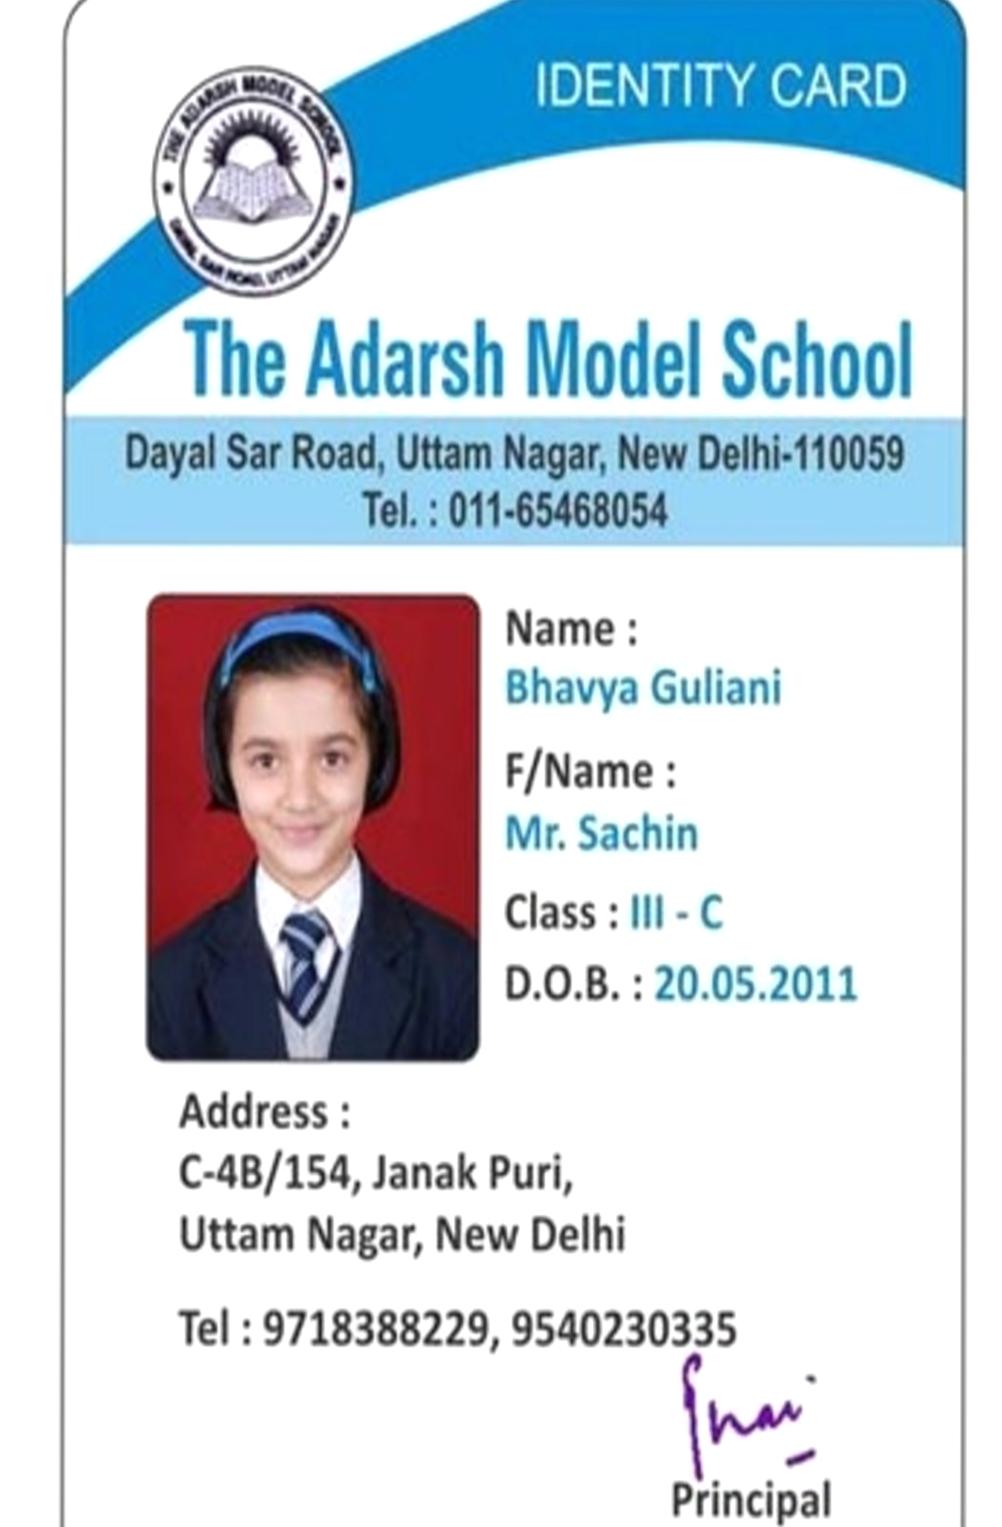 IDENTITY CARD
THE ADARSH MODEL SCHOOL
DAYAL SAR ROAD, UTTAM NAGAR
The Adarsh Model School
Dayal Sar Road, Uttam Nagar, New Delhi-110059
Tel. : 011-65468054
Name :
Bhavya Guliani
F/Name :
Mr. Sachin
Class : III - C
D.O.B. : 20.05.2011
Address :
C-4B/154, Janak Puri,
Uttam Nagar, New Delhi
Tel : 9718388229, 9540230335
Principal